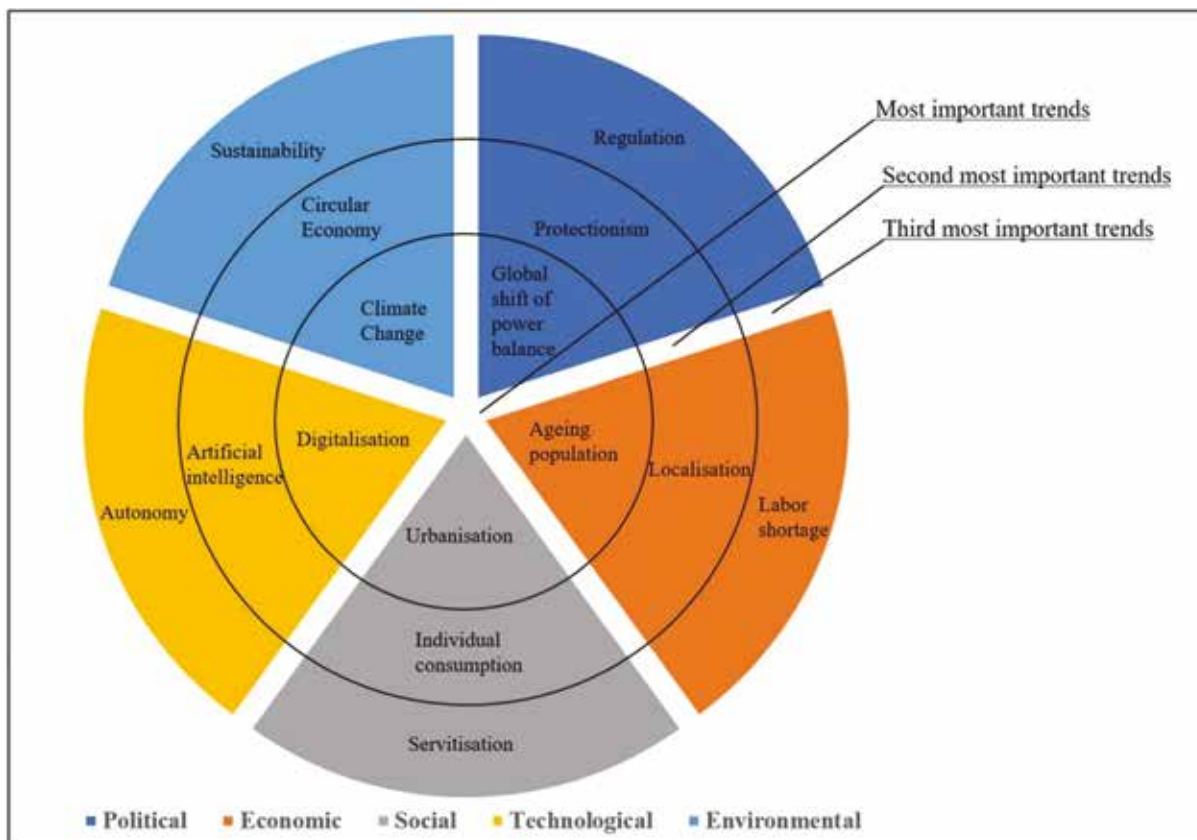 Most important trends
Second most important trends
Third most important trends
Sustainability
Circular
Economy
Climate
Change
Regulation
Protectionism
Global
shift of
power
balance
Ageing
population
Localisation
Labor
shortage
Digitalisation
Artificial
intelligence
Autonomy
Urbanisation
Individual
consumption
Servitisation
Political Economic Social Technological Environmental